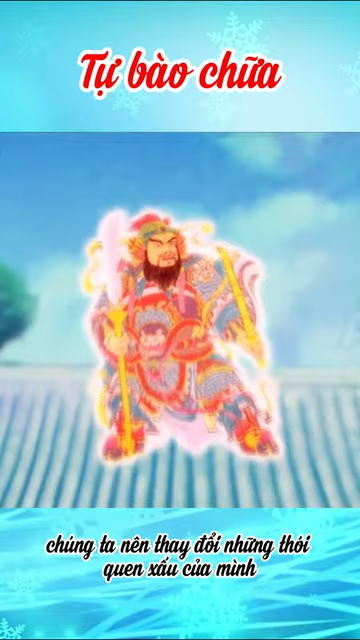 Tự bào chữa
chúng ta nên thay đổi những thói
quen xấu của mình